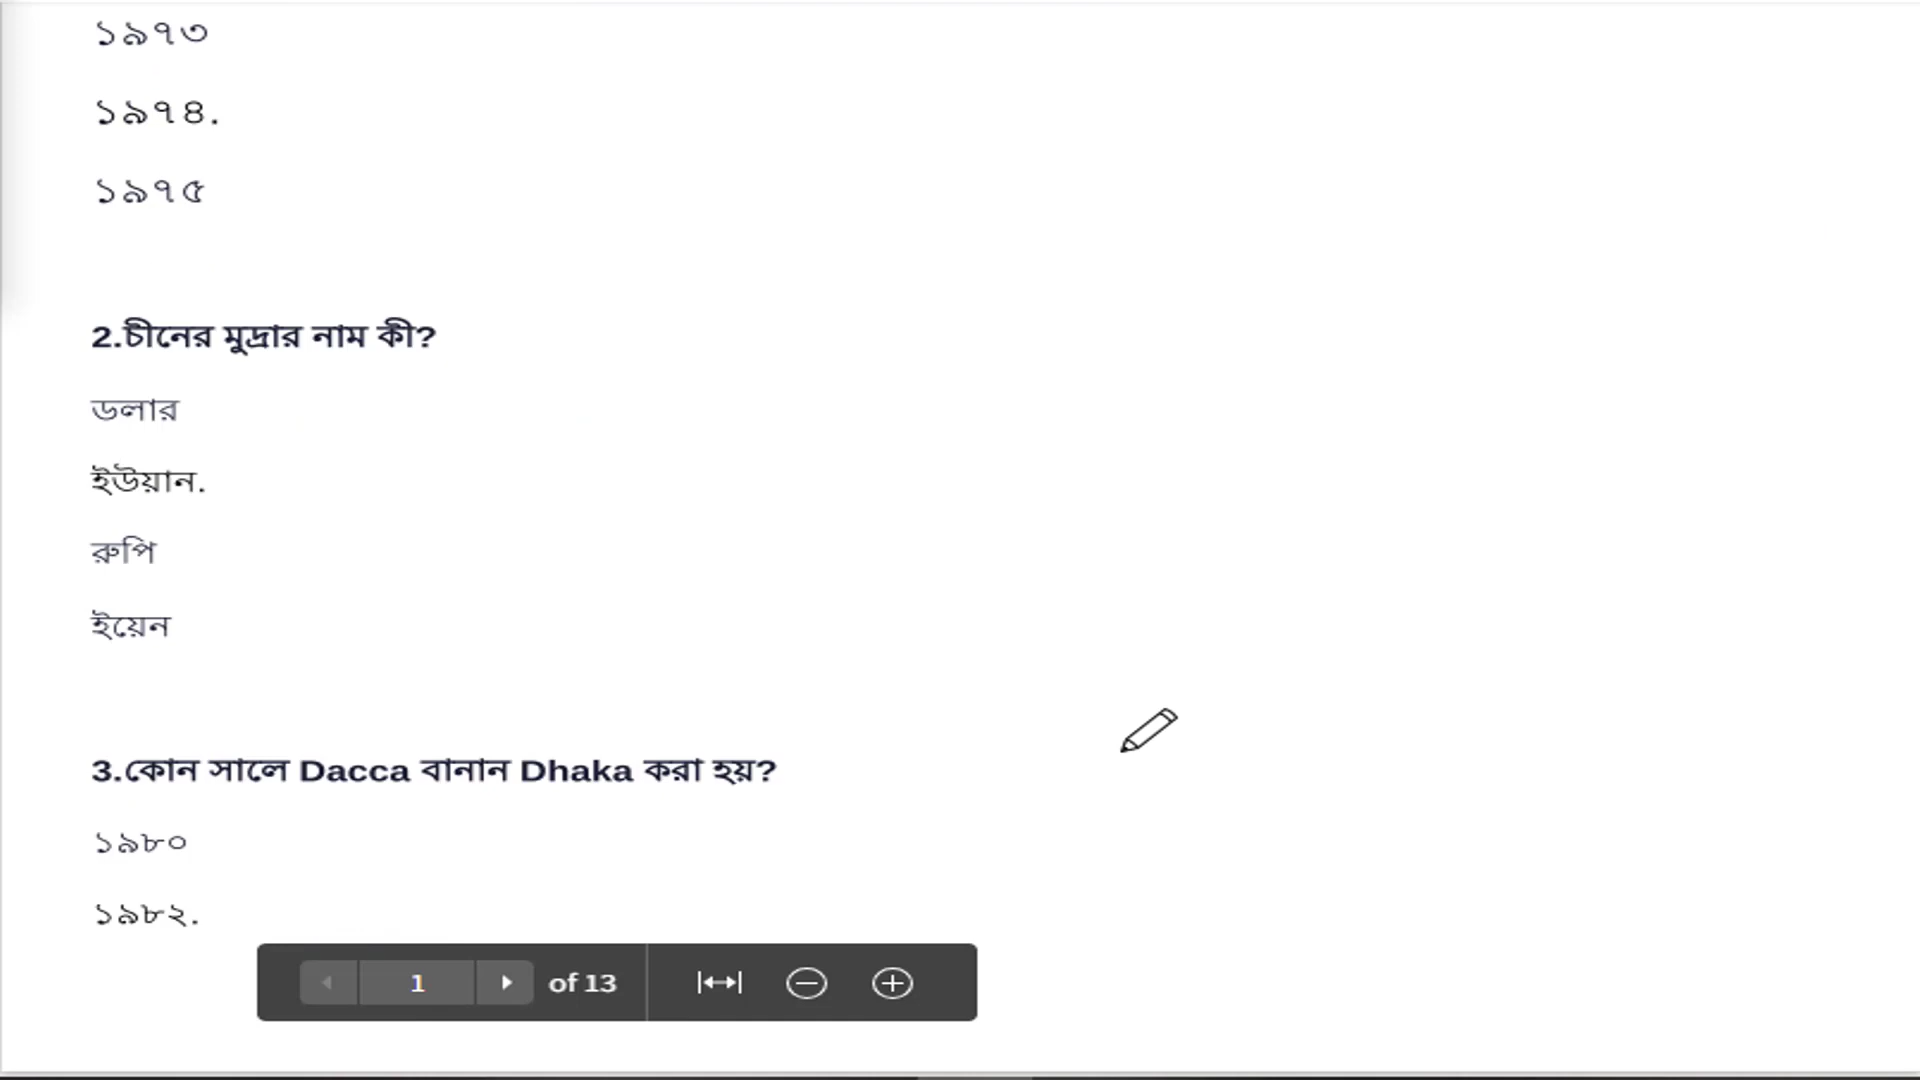 ১৯৭৩
১৯৭৪.
১৯৭৫
2.চীনের মুদ্রার নাম কী?
ডলার
ইউয়ান.
রুপি
ইয়েন
3.কোন সালে Dacca বানান Dhaka করা হয়?
১৯৮০
১৯৮২.
1 of 13